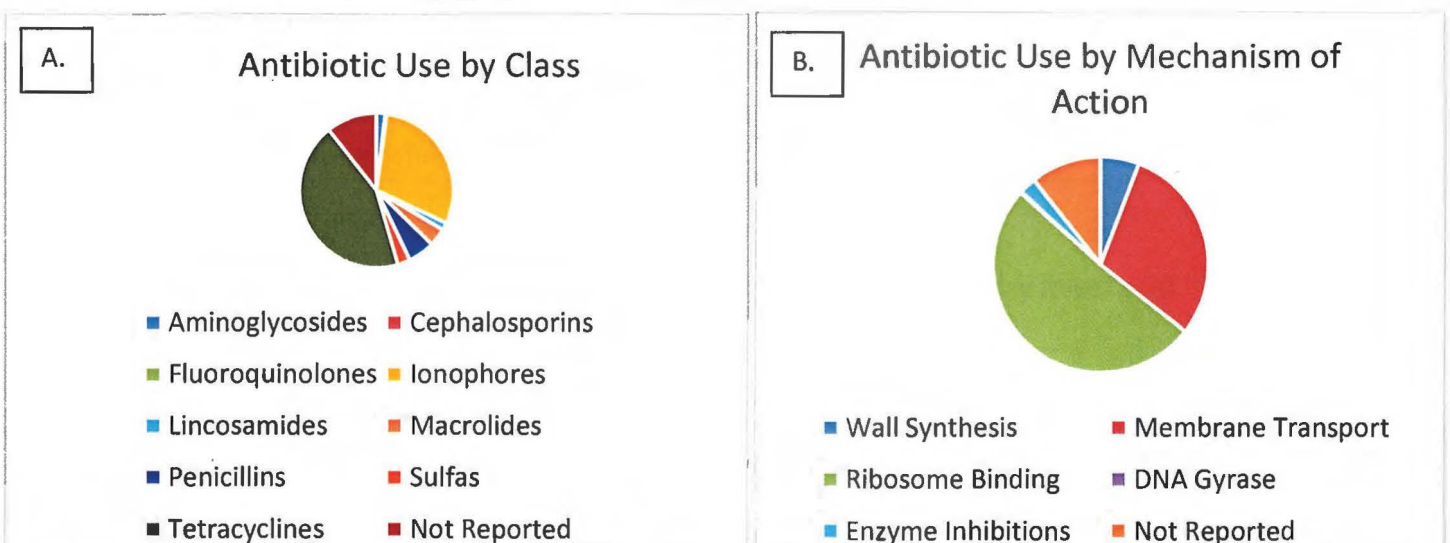 A.
Antibiotic Use by Class
Aminoglycosides Cephalosporins
Fluoroquinolones Ionophores
Lincosamides Macrolides
Penicillins Sulfas
Tetracyclines Not Reported
B.
Antibiotic Use by Mechanism of
Action
Wall Synthesis Membrane Transport
Ribosome Binding DNA Gyrase
Enzyme Inhibitions Not Reported